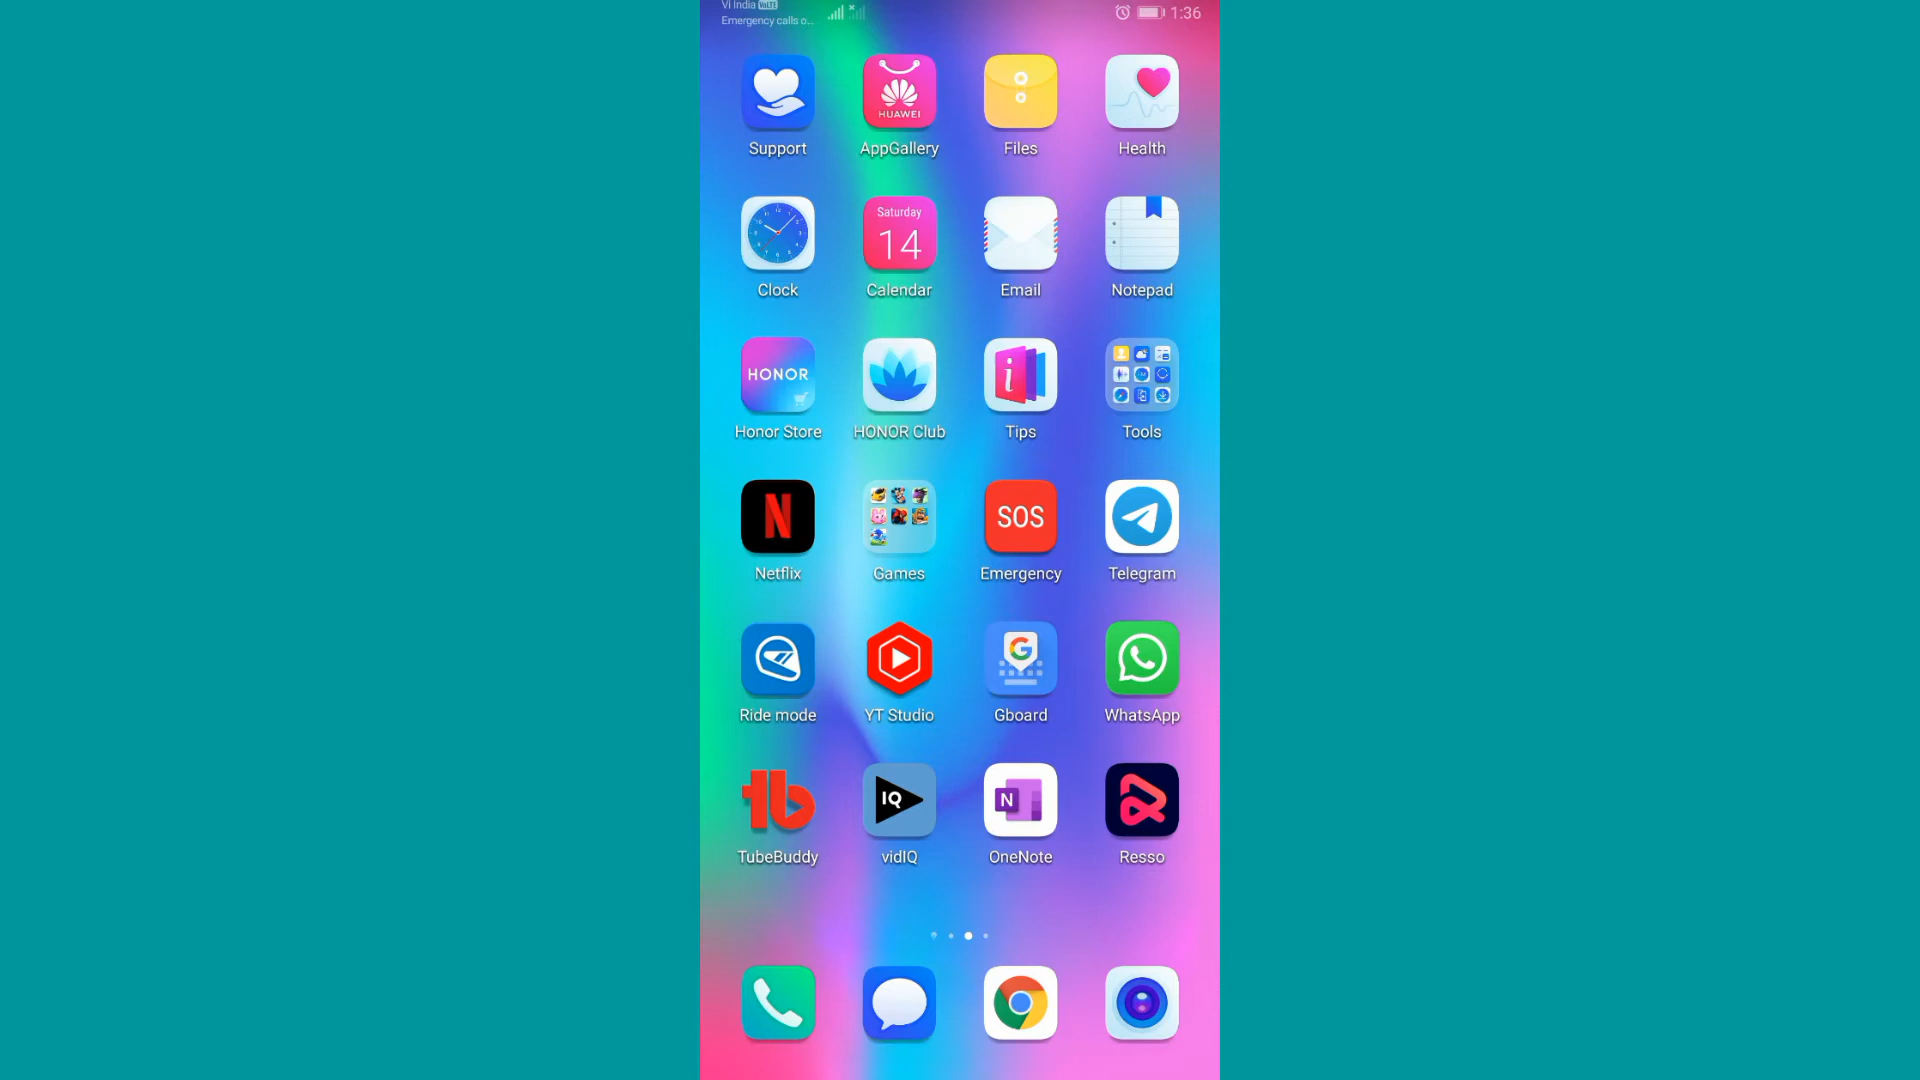 Vi India VoLTE
Emergency calls o...
1:36
HUAWEI
Support AppGallery Files Health
Saturday
14
Clock Calendar Email Notepad
HONOR
i
Honor Store HONOR Club Tips Tools
N
SOS
Netflix Games Emergency Telegram
G
Ride mode YT Studio Gboard WhatsApp
tb
IQ
N
TubeBuddy vidIQ OneNote Resso